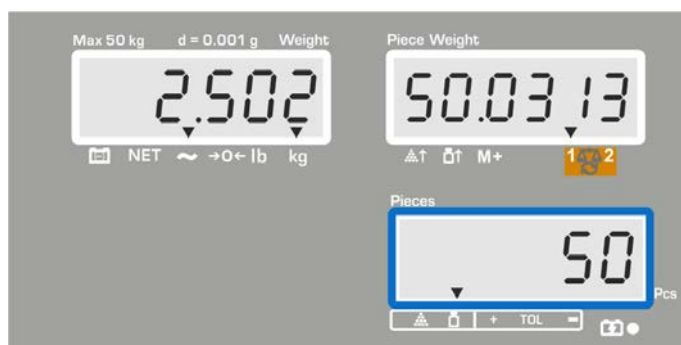 Max 50 kg d = 0.001 g Weight
2.502
NET ~ →0← lb kg
Piece Weight
50.0313
M+
1 2
Pieces
50
Pcs
+ TOL -